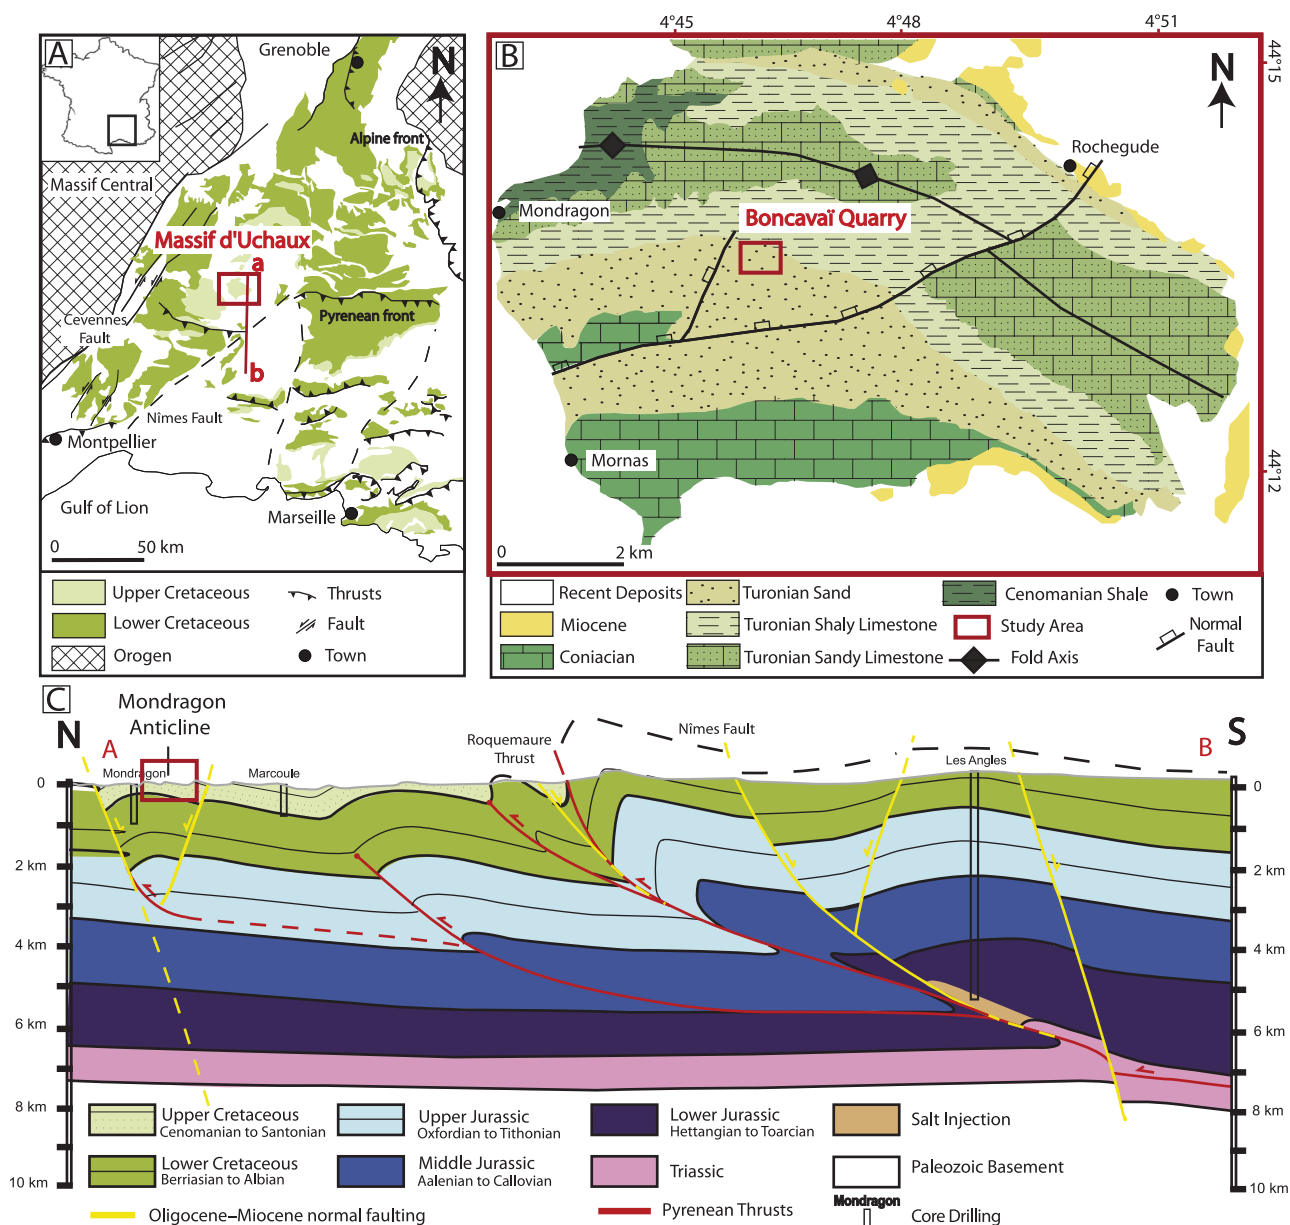 A
Grenoble
N
Alpine front
Massif Central
Massif d'Uchaux
a
Pyrenean front
Cevennes
Fault
b
Nîmes Fault
Montpellier
Gulf of Lion
Marseille
0 50 km
Upper Cretaceous
Thrusts
Lower Cretaceous
Fault
Orogen
Town
4°45 4°48 4°51
B
44°15
N
Rochegude
Mondragon
Boncavaï Quarry
Mornas
44°12
0 2 km
Recent Deposits
Turonian Sand
Cenomanian Shale
Town
Miocene
Turonian Shaly Limestone
Study Area
Normal
Fault
Coniacian
Turonian Sandy Limestone
Fold Axis
C
Mondragon
Anticline
N
A
Roquemaure
Thrust
Nîmes Fault
B
S
Mondragon
Marcoule
Les Angles
0
2 km
4 km
6 km
8 km
10 km
0
2 km
4 km
6 km
8 km
10 km
Upper Cretaceous
Cenomanian to Santonian
Upper Jurassic
Oxfordian to Tithonian
Lower Jurassic
Hettangian to Toarcian
Salt Injection
Lower Cretaceous
Berriasian to Albian
Middle Jurassic
Aalenian to Callovian
Triassic
Paleozoic Basement
Oligocene–Miocene normal faulting
Pyrenean Thrusts
Mondragon
Core Drilling